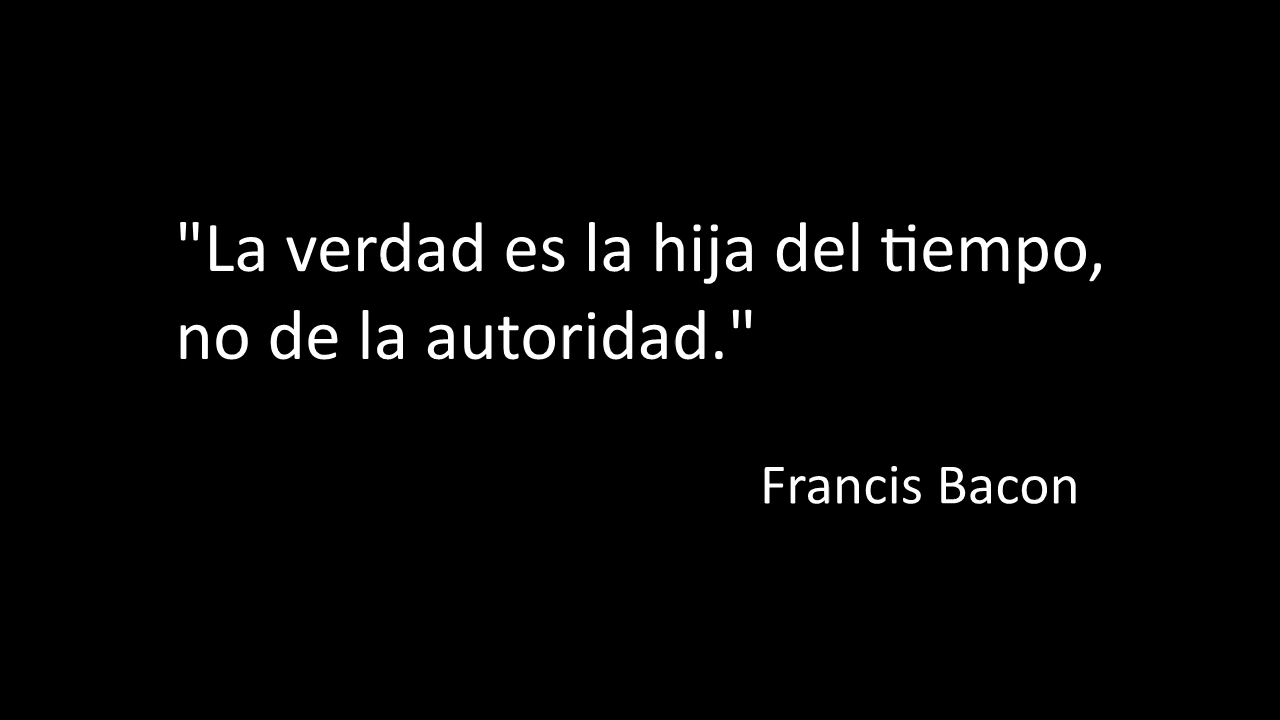 "La verdad es la hija del tiempo,
no de la autoridad."
Francis Bacon